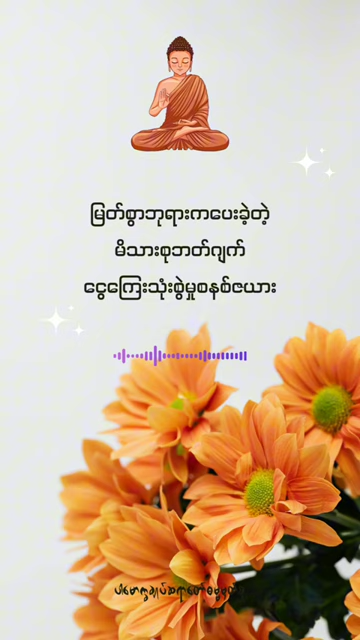 မြတ်စွာဘုရားကပေးခဲ့တဲ့
မိသားစုဘတ်ဂျက်
ငွေကြေးသုံးစွဲမှုစနစ်ဇယား